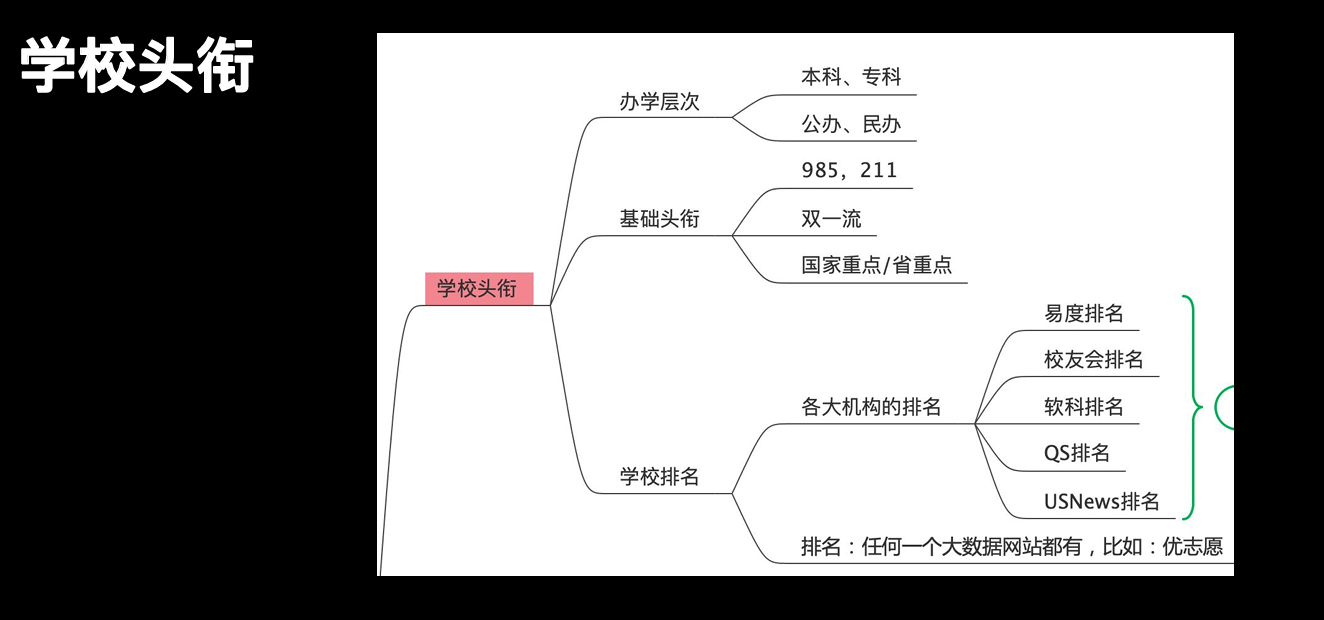 学校头衔
办学层次
本科、专科
公办、民办
学校头衔
基础头衔
985，211
双一流
国家重点/省重点
学校排名
各大机构的排名
易度排名
校友会排名
软科排名
QS排名
USNews排名
排名：任何一个大数据网站都有，比如：优志愿